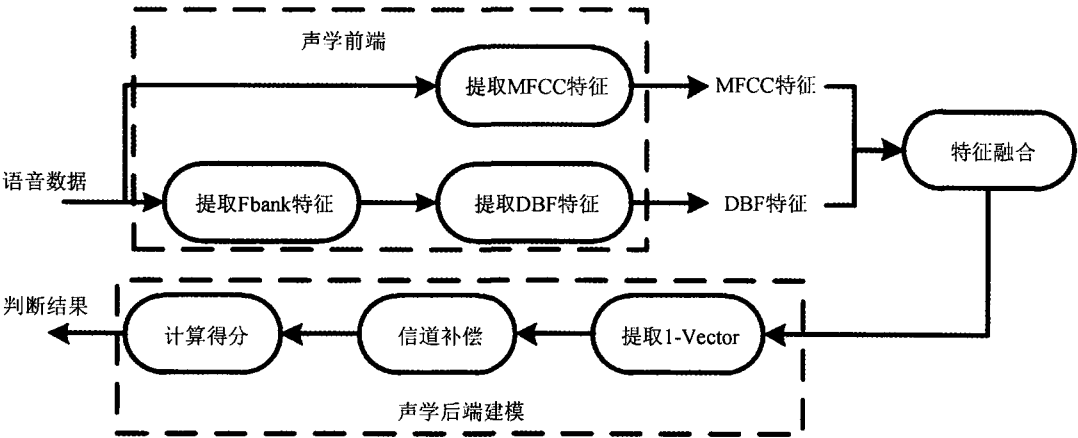 声学前端
提取MFCC特征
MFCC特征
特征融合
语音数据
提取Fbank特征
提取DBF特征
DBF特征
判断结果
计算得分
信道补偿
提取1-Vector
声学后端建模